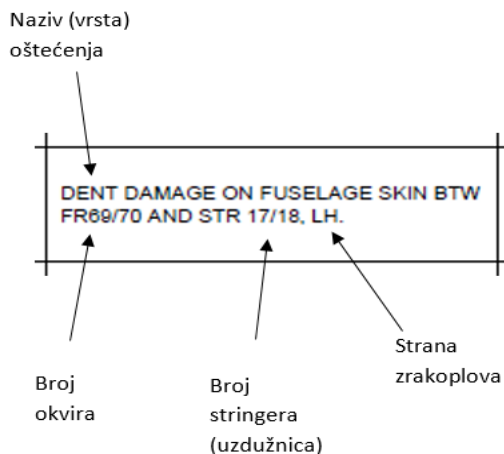 Naziv (vrsta)
oštećenja
DENT DAMAGE ON FUSELAGE SKIN BTW
FR69/70 AND STR 17/18, LH.
Broj
okvira
Broj
stringera
(uzdužnica)
Strana
zrakoplova